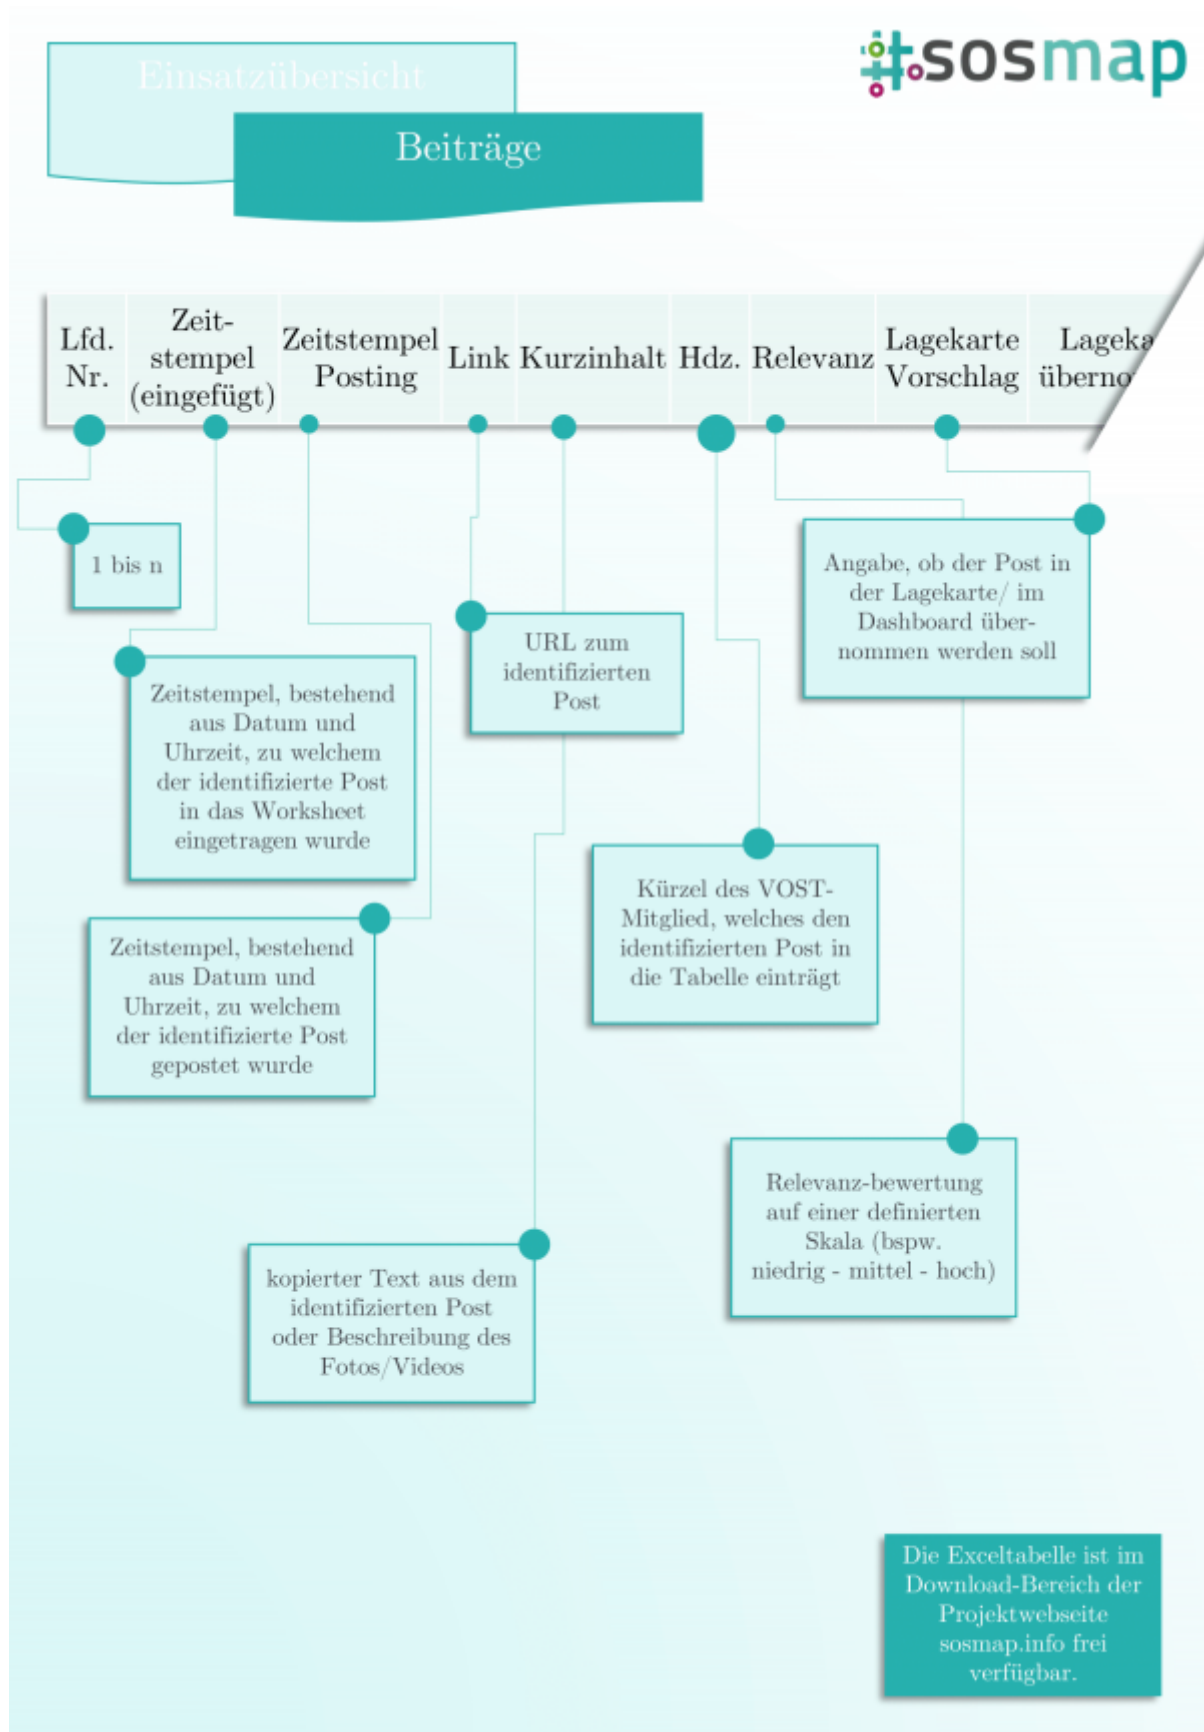 Einsatzübersicht
#sosmap
Beiträge
Lfd.
Nr.
Zeit-
stempel
(eingefügt)
Zeitstempel
Posting
Link
Kurzinhalt
Hdz.
Relevanz
Lagekarte
Vorschlag
Lageka
überno
1 bis n
Angabe, ob der Post in
der Lagekarte/ im
Dashboard über-
nommen werden soll
URL zum
identifizierten
Post
Zeitstempel, bestehend
aus Datum und
Uhrzeit, zu welchem
der identifizierte Post
in das Worksheet
eingetragen wurde
Kürzel des VOST-
Mitglied, welches den
identifizierten Post in
die Tabelle einträgt
Zeitstempel, bestehend
aus Datum und
Uhrzeit, zu welchem
der identifizierte Post
gepostet wurde
Relevanz-bewertung
auf einer definierten
Skala (bspw.
niedrig - mittel - hoch)
kopierter Text aus dem
identifizierten Post
oder Beschreibung des
Fotos/Videos
Die Exceltabelle ist im
Download-Bereich der
Projektwebseite
sosmap.info frei
verfügbar.